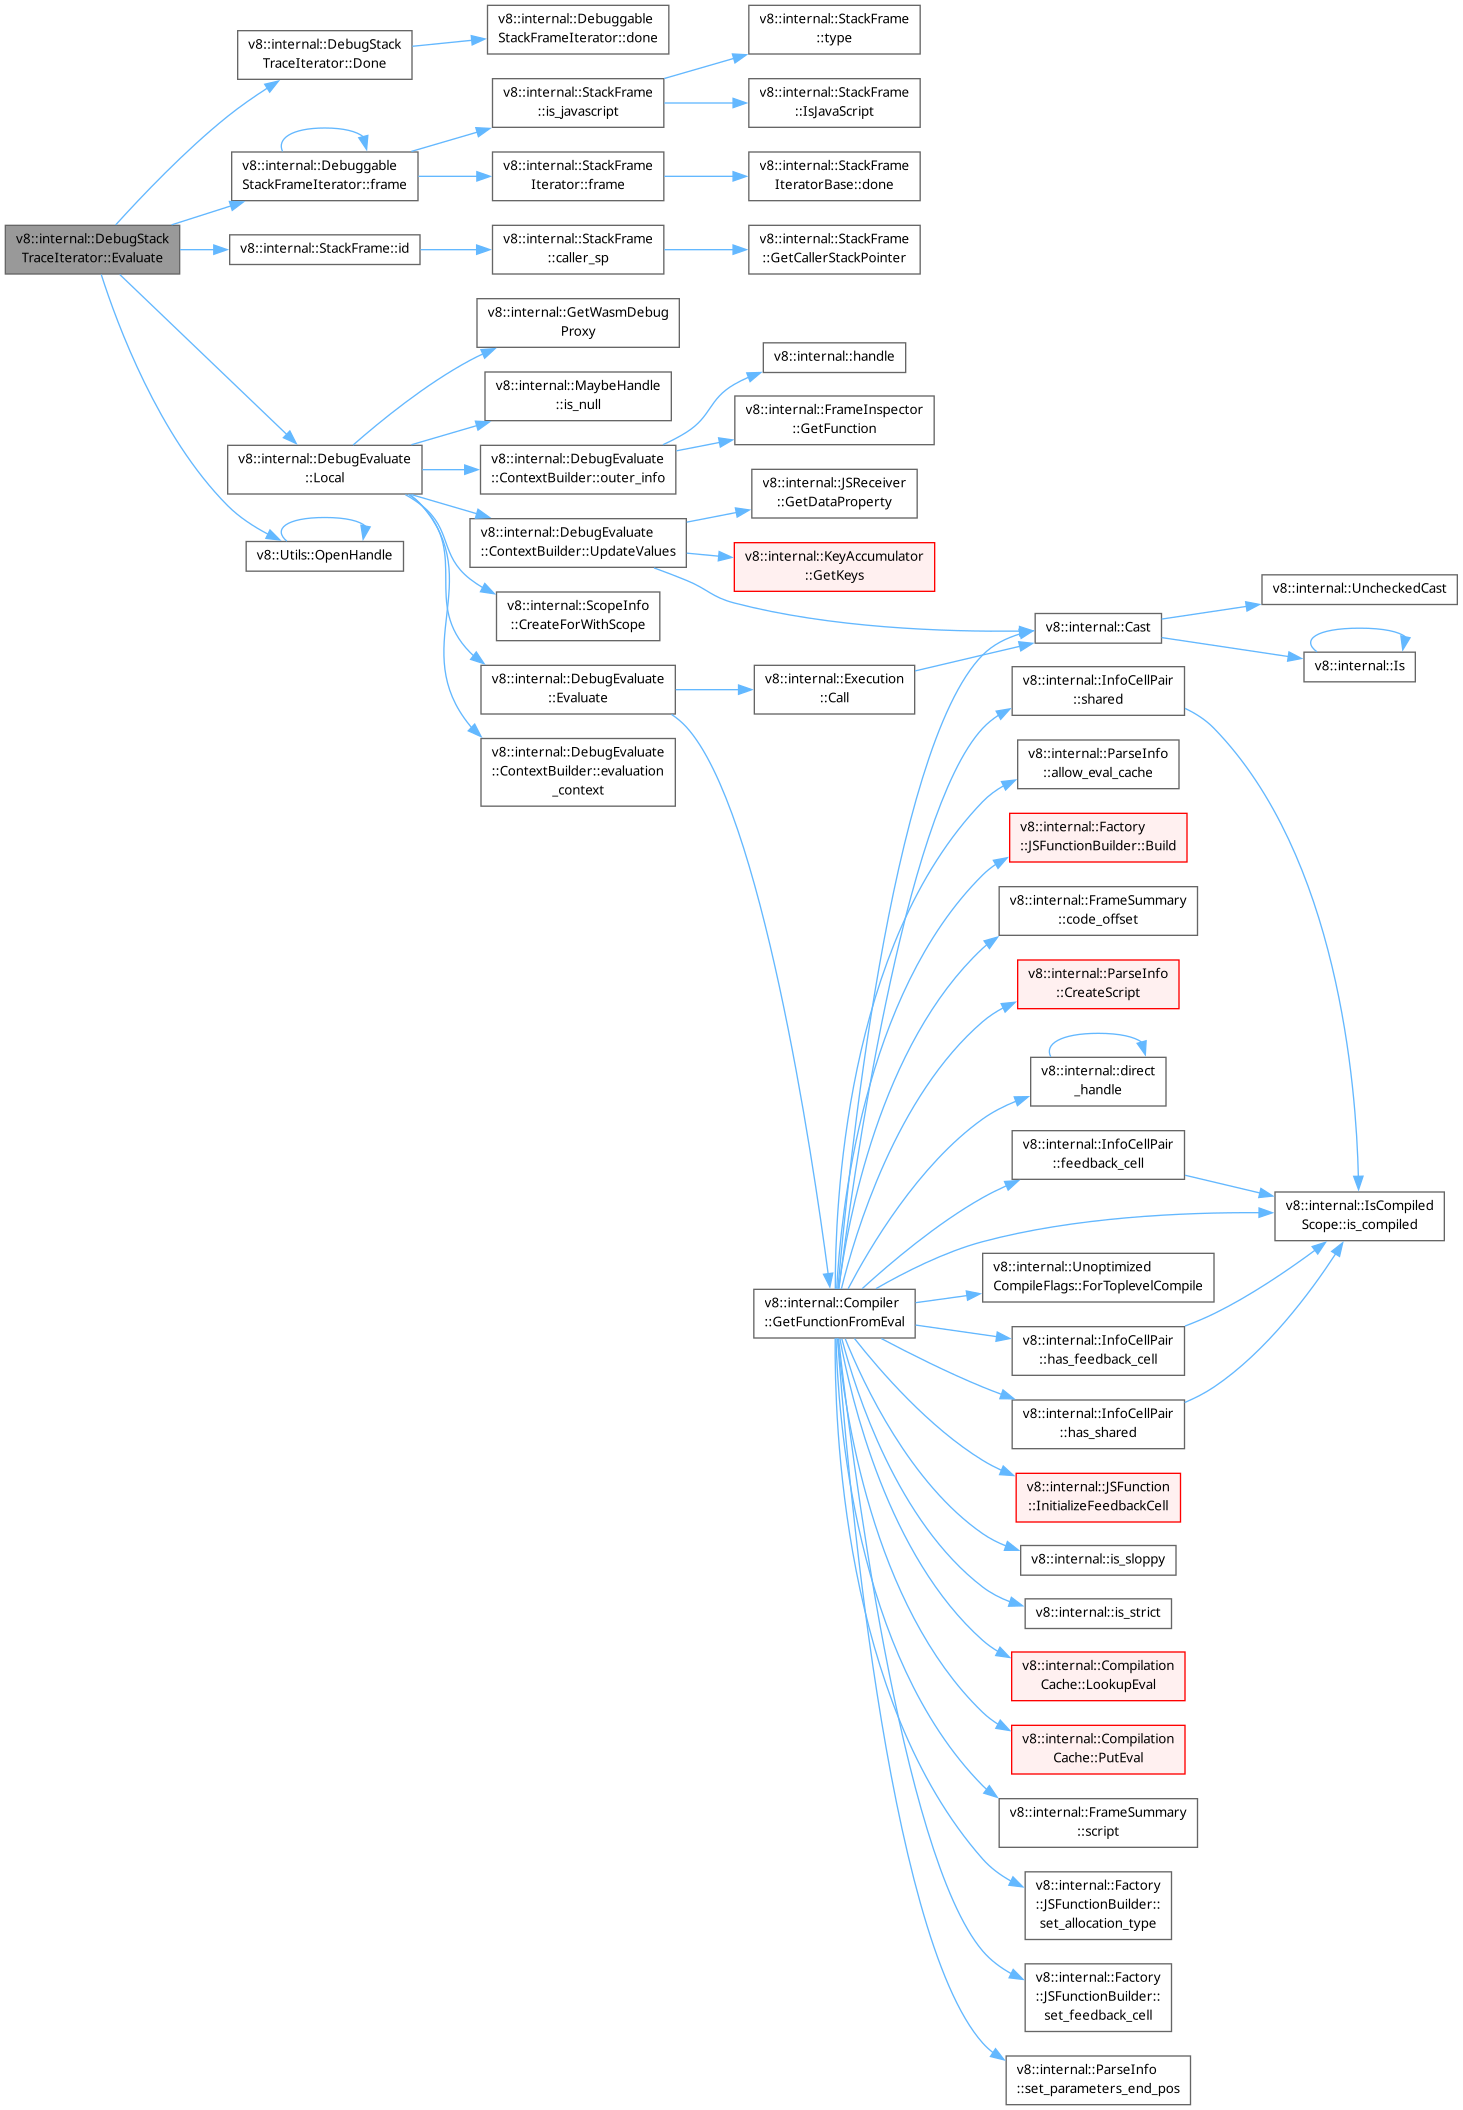 v8::internal::DebugStack
TraceIterator::Evaluate
v8::internal::DebugStack
TraceIterator::Done
v8::internal::Debuggable
StackFrameIterator::frame
v8::internal::StackFrame::id
v8::internal::DebugEvaluate
::Local
v8::Utils::OpenHandle
v8::internal::Debuggable
StackFrameIterator::done
v8::internal::StackFrame
::is_javascript
v8::internal::StackFrame
Iterator::frame
v8::internal::StackFrame
::caller_sp
v8::internal::GetWasmDebug
Proxy
v8::internal::MaybeHandle
::is_null
v8::internal::DebugEvaluate
::ContextBuilder::outer_info
v8::internal::DebugEvaluate
::ContextBuilder::UpdateValues
v8::internal::ScopeInfo
::CreateForWithScope
v8::internal::DebugEvaluate
::Evaluate
v8::internal::DebugEvaluate
::ContextBuilder::evaluation
_context
v8::internal::StackFrame
::type
v8::internal::StackFrame
::IsJavaScript
v8::internal::StackFrame
IteratorBase::done
v8::internal::StackFrame
::GetCallerStackPointer
v8::internal::handle
v8::internal::FrameInspector
::GetFunction
v8::internal::JSReceiver
::GetDataProperty
v8::internal::KeyAccumulator
::GetKeys
v8::internal::Execution
::Call
v8::internal::Compiler
::GetFunctionFromEval
v8::internal::Cast
v8::internal::InfoCellPair
::shared
v8::internal::ParseInfo
::allow_eval_cache
v8::internal::Factory
::JSFunctionBuilder::Build
v8::internal::FrameSummary
::code_offset
v8::internal::ParseInfo
::CreateScript
v8::internal::direct
_handle
v8::internal::InfoCellPair
::feedback_cell
v8::internal::Unoptimized
CompileFlags::ForToplevelCompile
v8::internal::InfoCellPair
::has_feedback_cell
v8::internal::InfoCellPair
::has_shared
v8::internal::JSFunction
::InitializeFeedbackCell
v8::internal::is_sloppy
v8::internal::is_strict
v8::internal::Compilation
Cache::LookupEval
v8::internal::Compilation
Cache::PutEval
v8::internal::FrameSummary
::script
v8::internal::Factory
::JSFunctionBuilder::
set_allocation_type
v8::internal::Factory
::JSFunctionBuilder::
set_feedback_cell
v8::internal::ParseInfo
::set_parameters_end_pos
v8::internal::UncheckedCast
v8::internal::Is
v8::internal::IsCompiled
Scope::is_compiled